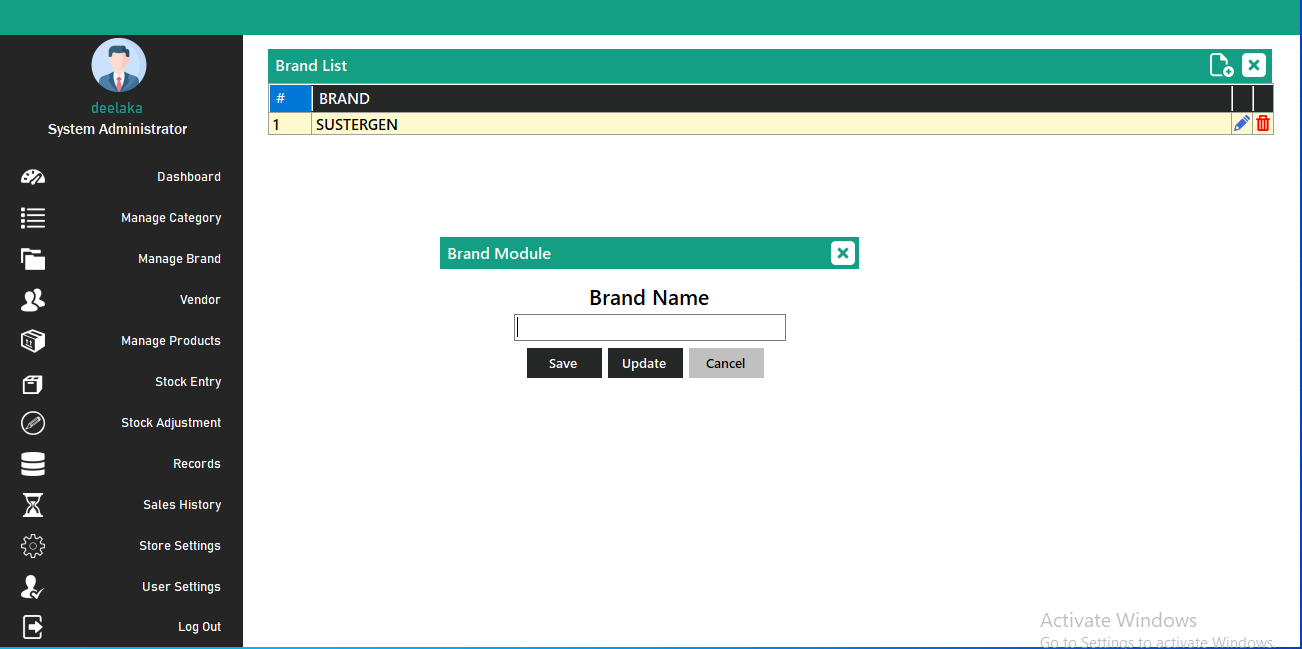 deelaka
System Administrator
Dashboard
Manage Category
Manage Brand
Vendor
Manage Products
Stock Entry
Stock Adjustment
Records
Sales History
Store Settings
User Settings
Log Out
Brand List
# BRAND
1 SUSTERGEN
Brand Module
Brand Name
Save Update Cancel
Activate Windows
Go to Settings to activate Windows.